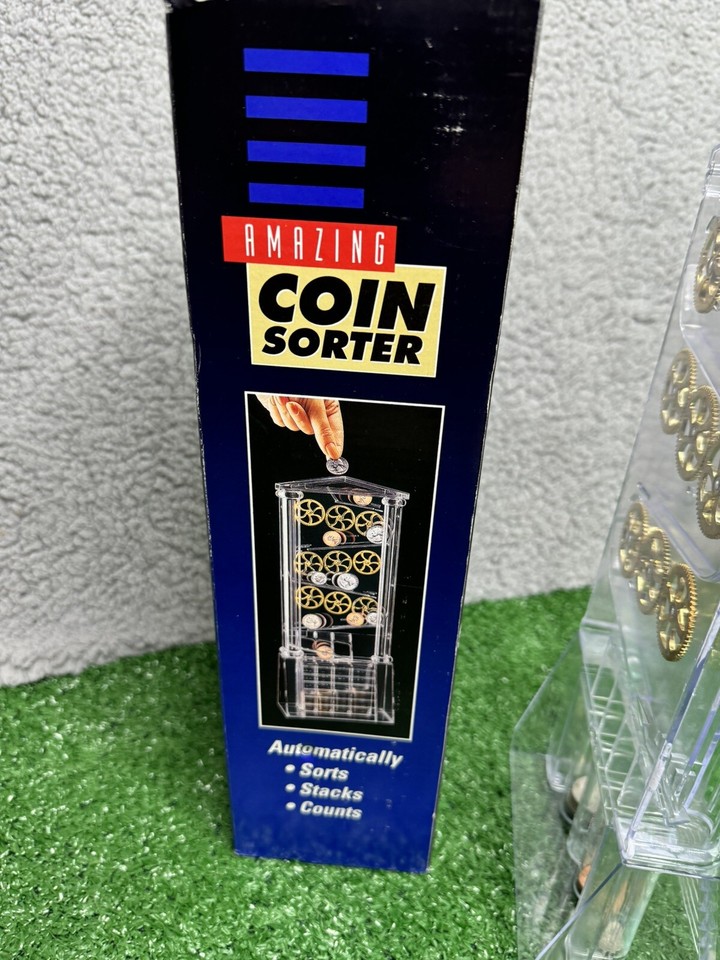 AMAZING
COIN
SORTER
Automatically
• Sorts
• Stacks
• Counts